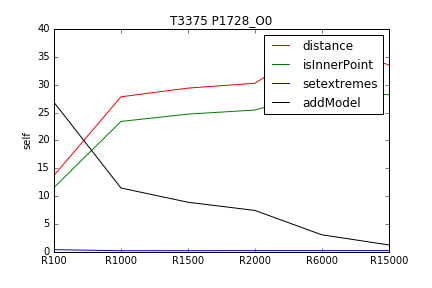 T3375 P1728_O0
40
35
30
25
20
15
10
5
0
self
distance
isInnerPoint
setextremes
addModel
R100 R1000 R1500 R2000 R6000 R15000